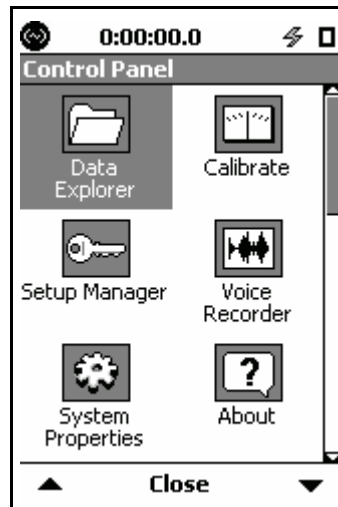 0:00:00.0
Control Panel
Data
Explorer
Calibrate
Setup Manager
Voice
Recorder
System
Properties
?
About
Close